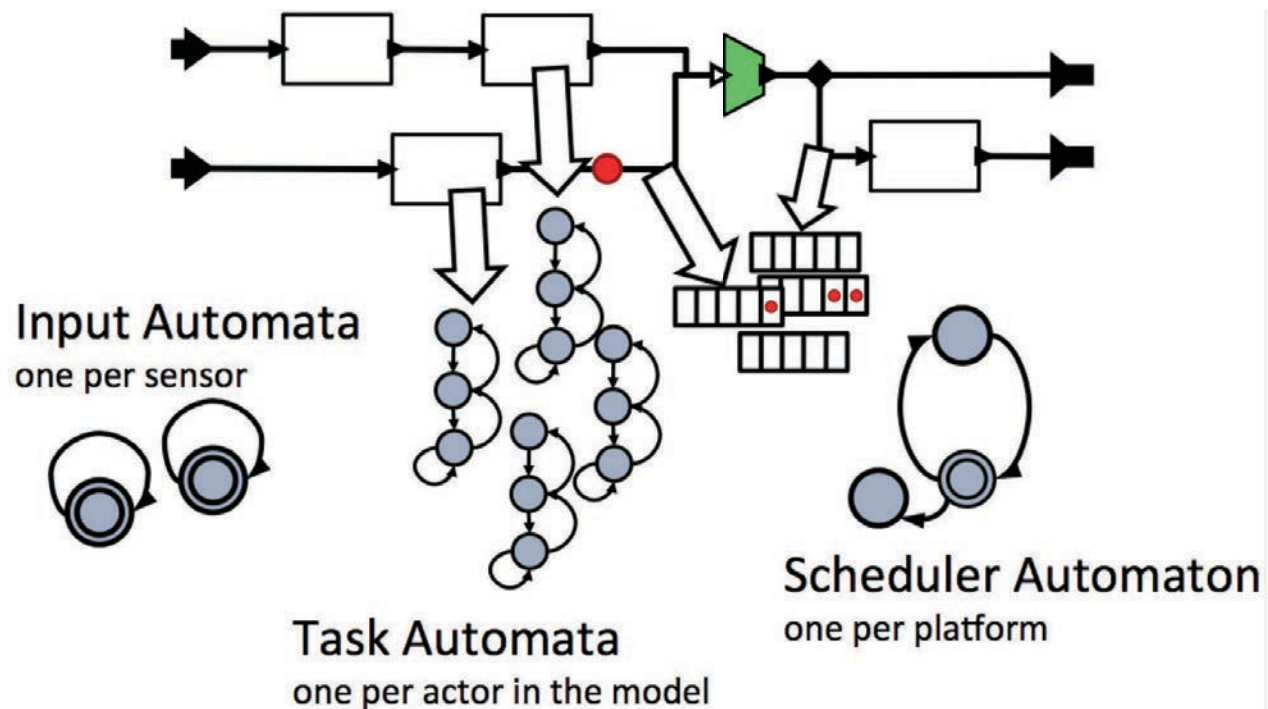 Input Automata
one per sensor
Task Automata
one per actor in the model
Scheduler Automaton
one per platform